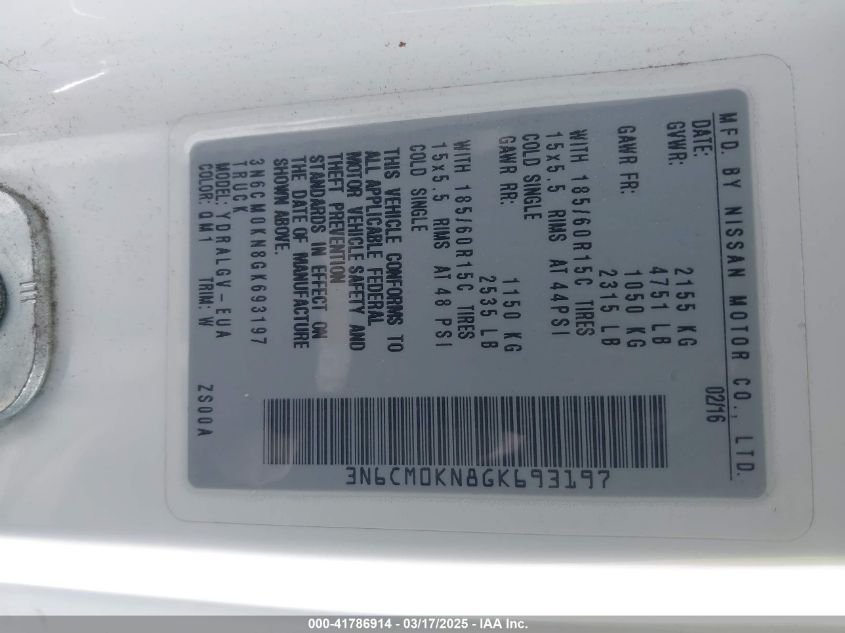 MFD. BY NISSAN MOTOR CO., LTD.
DATE: 02/16
GVWR: 2155 KG
4751 LB
GAWR FR: 1050 KG
2315 LB
WITH 185/60R15C TIRES
15x5.5 RIMS AT 44PSI
COLD SINGLE
GAWR RR: 1150 KG
2535 LB
WITH 185/60R15C TIRES
15x5.5 RIMS AT 48 PSI
COLD SINGLE
THIS VEHICLE CONFORMS TO
ALL APPLICABLE FEDERAL
MOTOR VEHICLE SAFETY AND
THEFT PREVENTION
STANDARDS IN EFFECT ON
THE DATE OF MANUFACTURE
SHOWN ABOVE.
3N6CM0KN8GK693197
TRUCK
MODEL: YDRALGV-EUA
COLOR: QM1 TRIM: W ZS00A
3N6CM0KN8GK693197
000-41786914 - 03/17/2025 - IAA Inc.